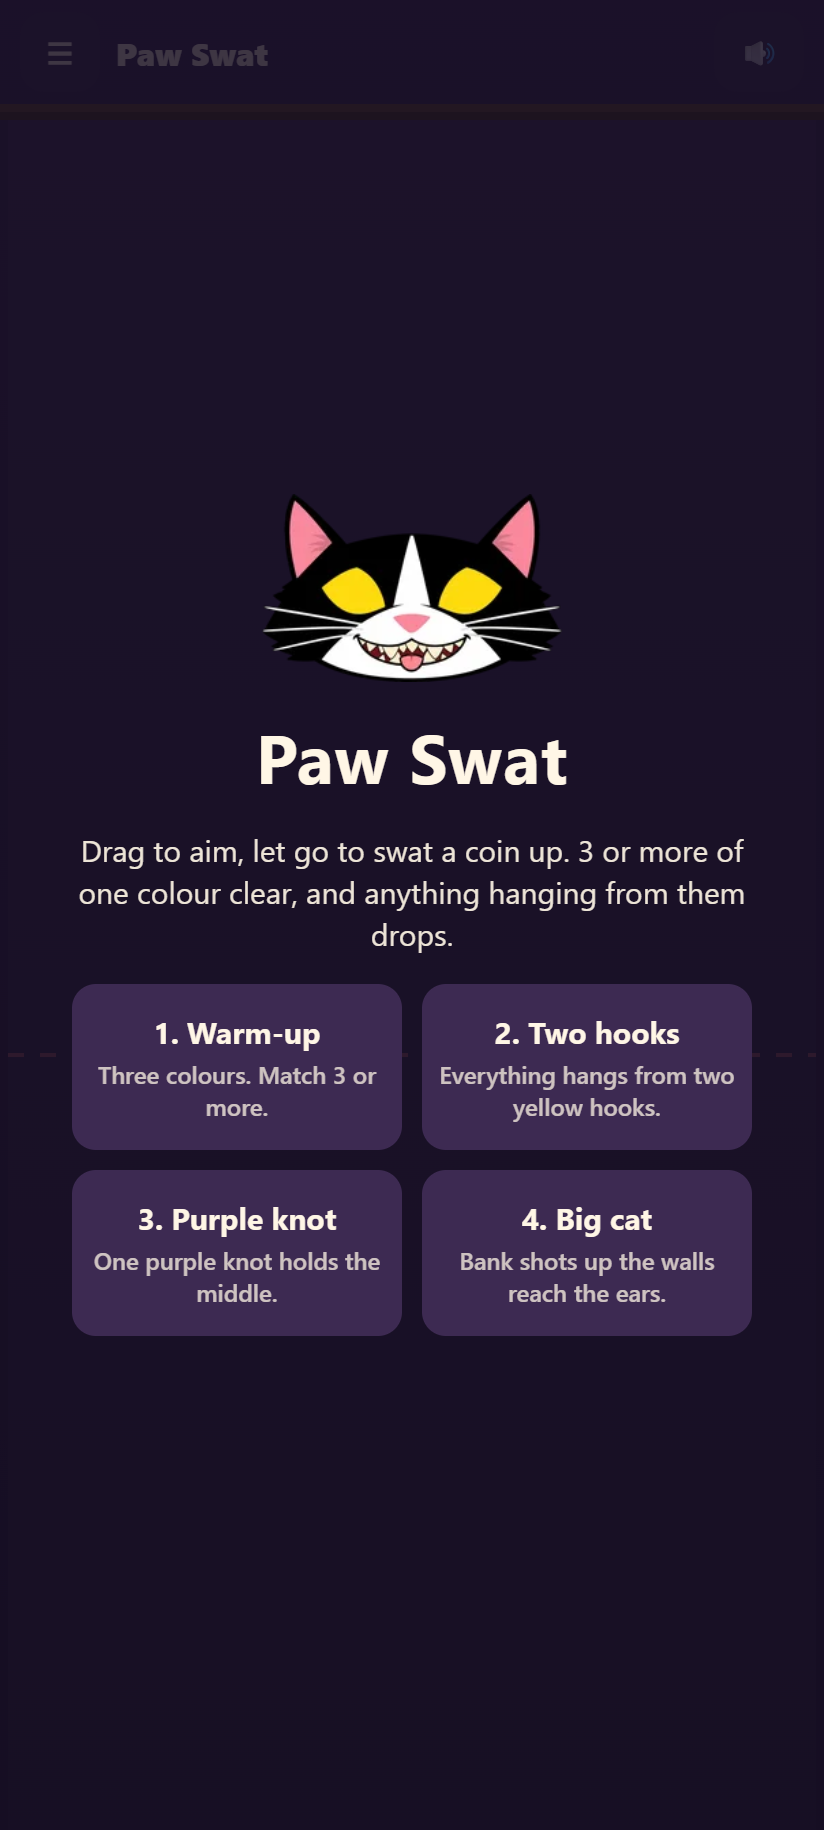 Paw Swat
Paw Swat
Drag to aim, let go to swat a coin up. 3 or more of
one colour clear, and anything hanging from them
drops.
1. Warm-up
Three colours. Match 3 or
more.
2. Two hooks
Everything hangs from two
yellow hooks.
3. Purple knot
One purple knot holds the
middle.
4. Big cat
Bank shots up the walls
reach the ears.